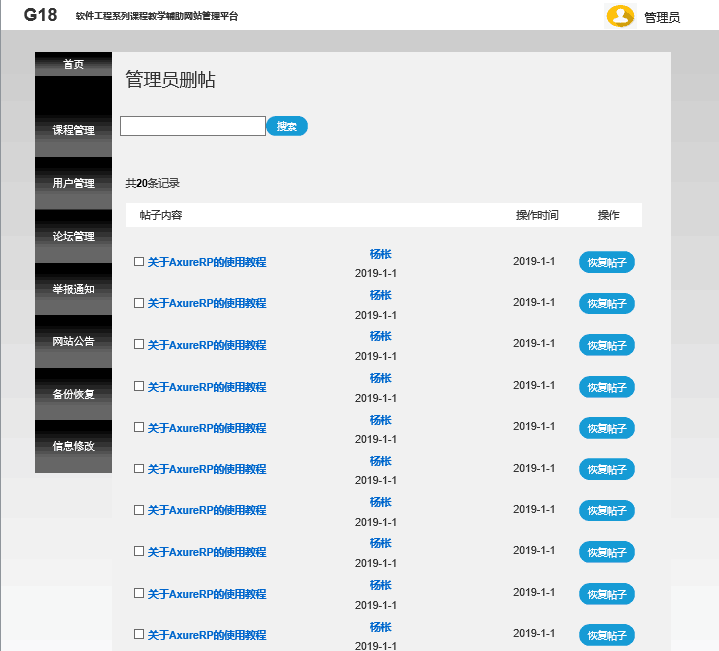 G18 软件工程系列课程教学辅助网站管理平台 管理员
首页
课程管理
用户管理
论坛管理
举报通知
网站公告
备份恢复
信息修改
管理员删帖
搜索
共20条记录
帖子内容 操作时间 操作
关于AxureRP的使用教程 杨枨 2019-1-1 恢复帖子
2019-1-1
关于AxureRP的使用教程 杨枨 2019-1-1 恢复帖子
2019-1-1
关于AxureRP的使用教程 杨枨 2019-1-1 恢复帖子
2019-1-1
关于AxureRP的使用教程 杨枨 2019-1-1 恢复帖子
2019-1-1
关于AxureRP的使用教程 杨枨 2019-1-1 恢复帖子
2019-1-1
关于AxureRP的使用教程 杨枨 2019-1-1 恢复帖子
2019-1-1
关于AxureRP的使用教程 杨枨 2019-1-1 恢复帖子
2019-1-1
关于AxureRP的使用教程 杨枨 2019-1-1 恢复帖子
2019-1-1
关于AxureRP的使用教程 杨枨 2019-1-1 恢复帖子
2019-1-1
关于AxureRP的使用教程 杨枨 2019-1-1 恢复帖子
2019-1-1